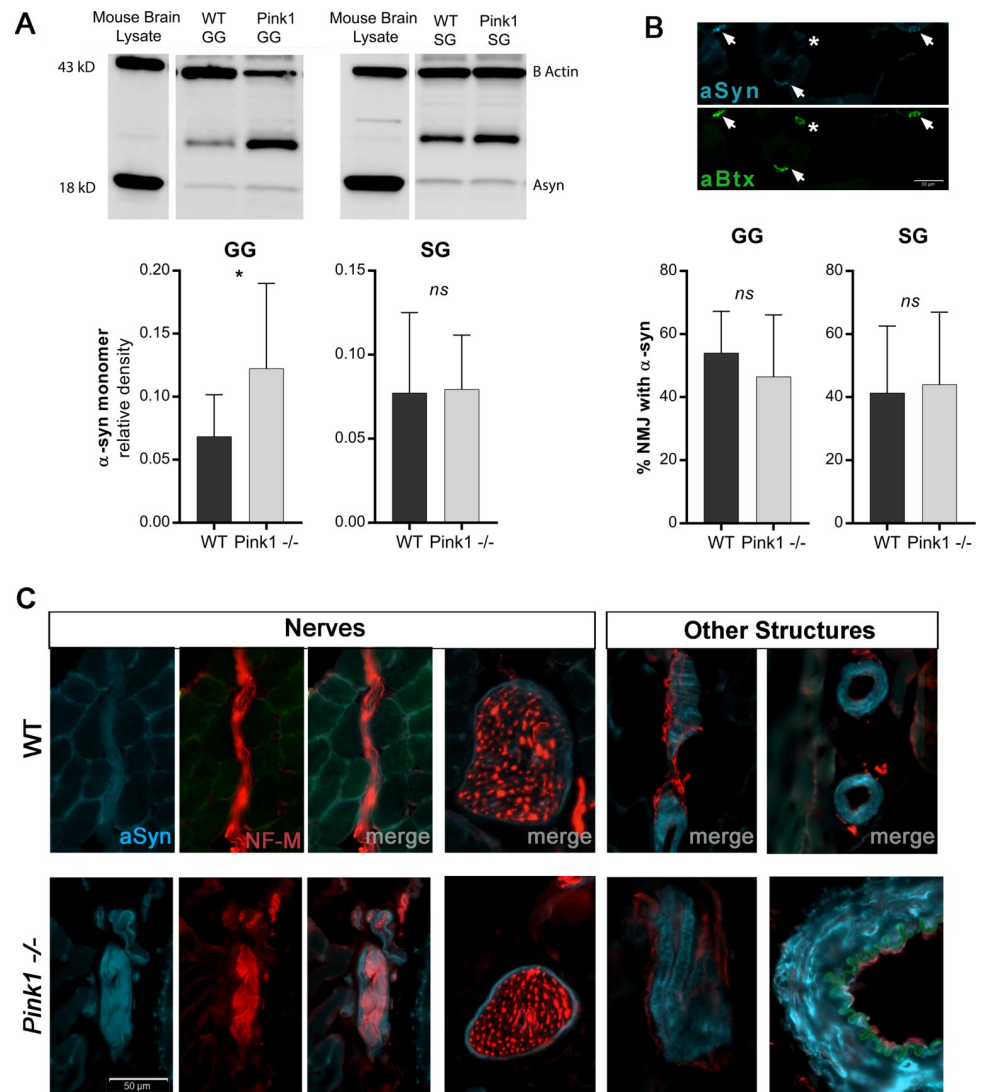 A
Mouse Brain Lysate
WT GG
Pink1 GG
Mouse Brain Lysate
WT SG
Pink1 SG
43 kD
B Actin
18 kD
Asyn
GG
SG
α-syn monomer
relative density
0.20
0.15
0.10
0.05
0.00
*
WT Pink1 -/-
0.15
0.10
0.05
0.00
ns
WT Pink1 -/-
B
*
aSyn
*
aBtx
50 µm
GG
SG
% NMJ with α-syn
80
60
40
20
0
ns
WT Pink1 -/-
80
60
40
20
0
ns
WT Pink1 -/-
C
Nerves
Other Structures
WT
aSyn
NF-M
merge
merge
merge
merge
Pink1 -/-
50 µm